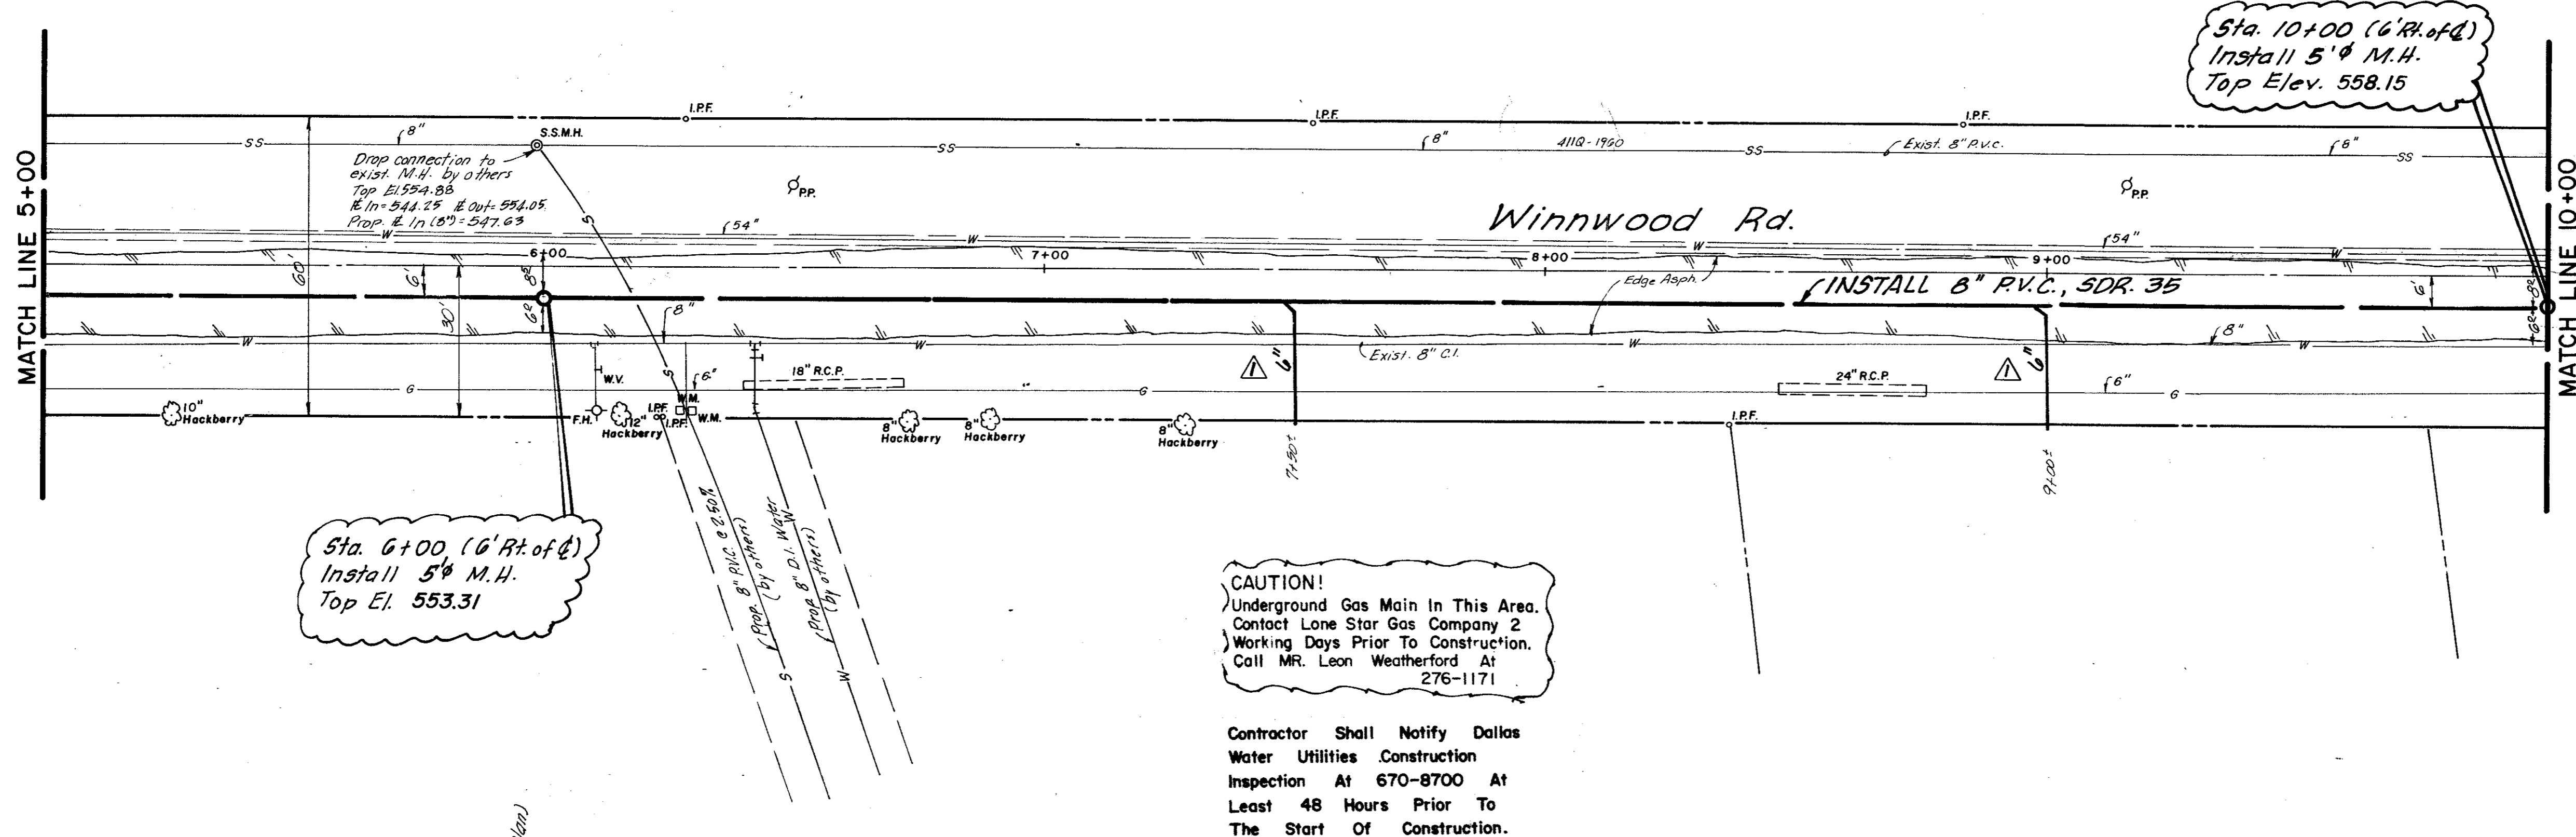 MATCH LINE 5+00
MATCH LINE 10+00
Sta. 10+00 (6' Rt. of ℄)
Install 5'⌀ M.H.
Top Elev. 558.15
I.P.F.
I.P.F.
I.P.F.
SS
8"
S.S.M.H.
SS
8"
411Q-1960
SS
Exist. 8" P.V.C.
8"
SS
Drop connection to
exist. M.H. by others
Top El. 554.88
In= 544.25 Out= 554.05
Prop. In (8")= 547.63
P.P.
P.P.
S
54"
Winnwood Rd.
54"
W
W
W
W
60'
6'
30'
6+00
7+00
8+00
9+00
Edge Asph.
INSTALL 8" P.V.C., SDR. 35
6'
8"
8"
W
W
W
W
Exist. 8" C.I.
6"
6"
1
1
W.V.
S
6"
18" R.C.P.
24" R.C.P.
6"
G
G
G
10"
Hackberry
F.H.
12"
Hackberry
I.P.F.
I.P.F.
W.M.
W.M.
8"
Hackberry
8"
Hackberry
8"
Hackberry
I.P.F.
7+50±
9+00±
Sta. 6+00 (6' Rt. of ℄)
Install 5'⌀ M.H.
Top El. 553.31
(Prop. 8" P.V.C. @ 2.50%
(by others)
(Prop. 8" D.I. Water
(by others)
W
S
W
CAUTION!
Underground Gas Main In This Area.
Contact Lone Star Gas Company 2
Working Days Prior To Construction.
Call MR. Leon Weatherford At
276-1171
Contractor Shall Notify Dallas
Water Utilities Construction
Inspection At 670-8700 At
Least 48 Hours Prior To
The Start Of Construction.